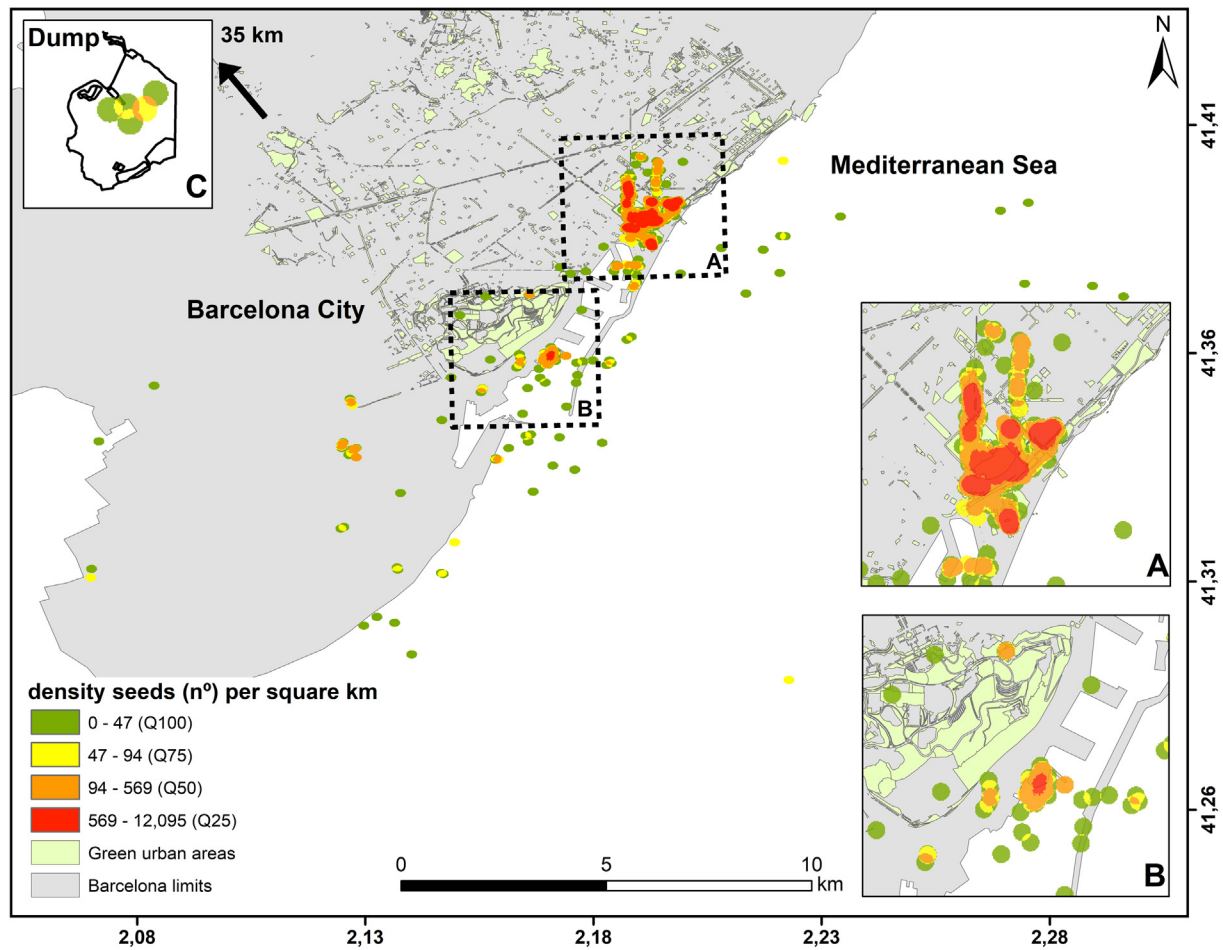 Dump
35 km
C
N
Mediterranean Sea
A
Barcelona City
B
A
B
density seeds (nº) per square km
0 - 47 (Q100)
47 - 94 (Q75)
94 - 569 (Q50)
569 - 12,095 (Q25)
Green urban areas
Barcelona limits
0 5 10
km
41,41
41,36
41,31
41,26
2,08 2,13 2,18 2,23 2,28